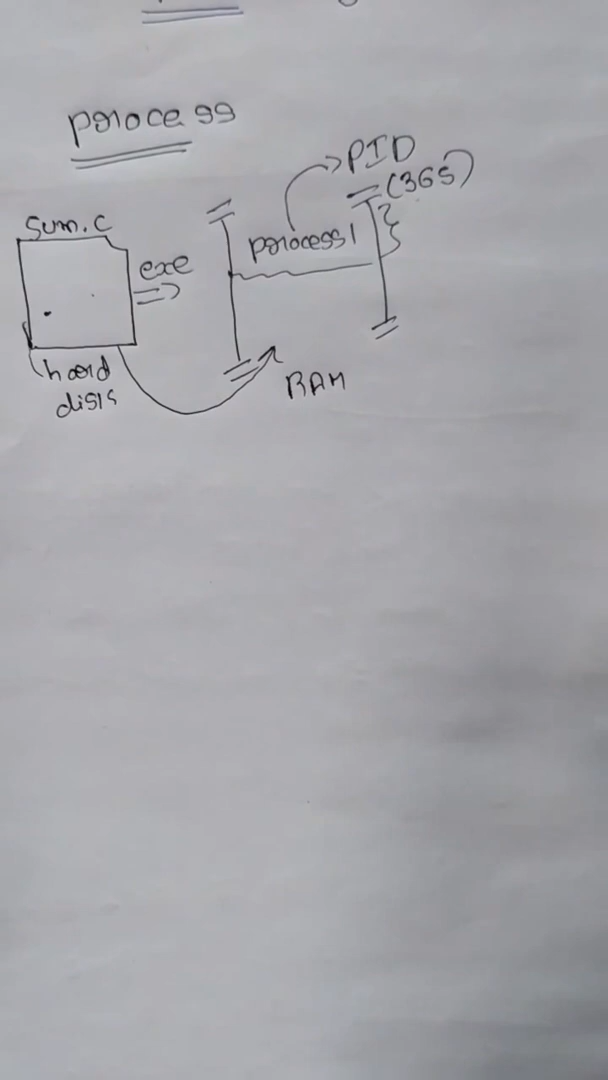 process
PID
(365)
sum.c
process1
exe
hard
disk
RAM